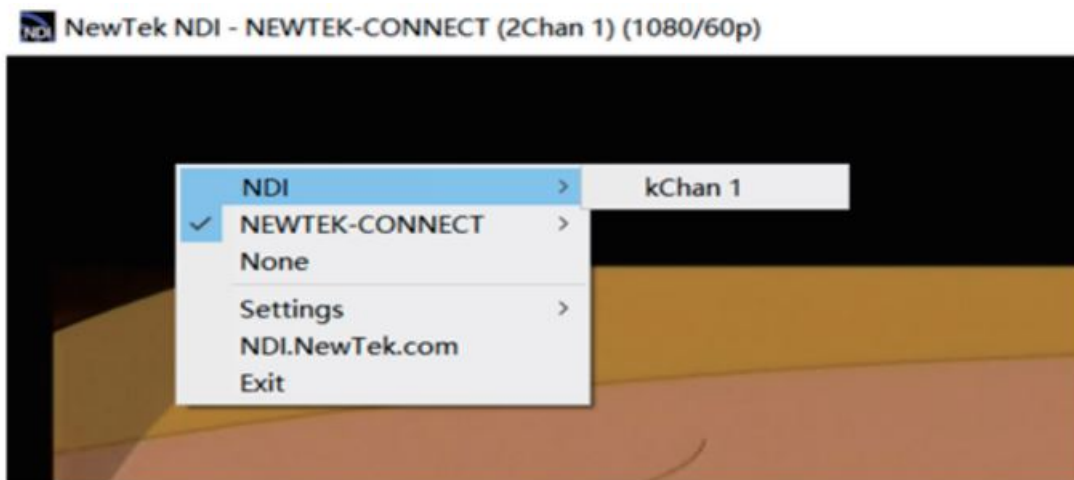 NDI NewTek NDI - NEWTEK-CONNECT (2Chan 1) (1080/60p)
NDI > kChan 1
✓ NEWTEK-CONNECT >
None
Settings >
NDI.NewTek.com
Exit